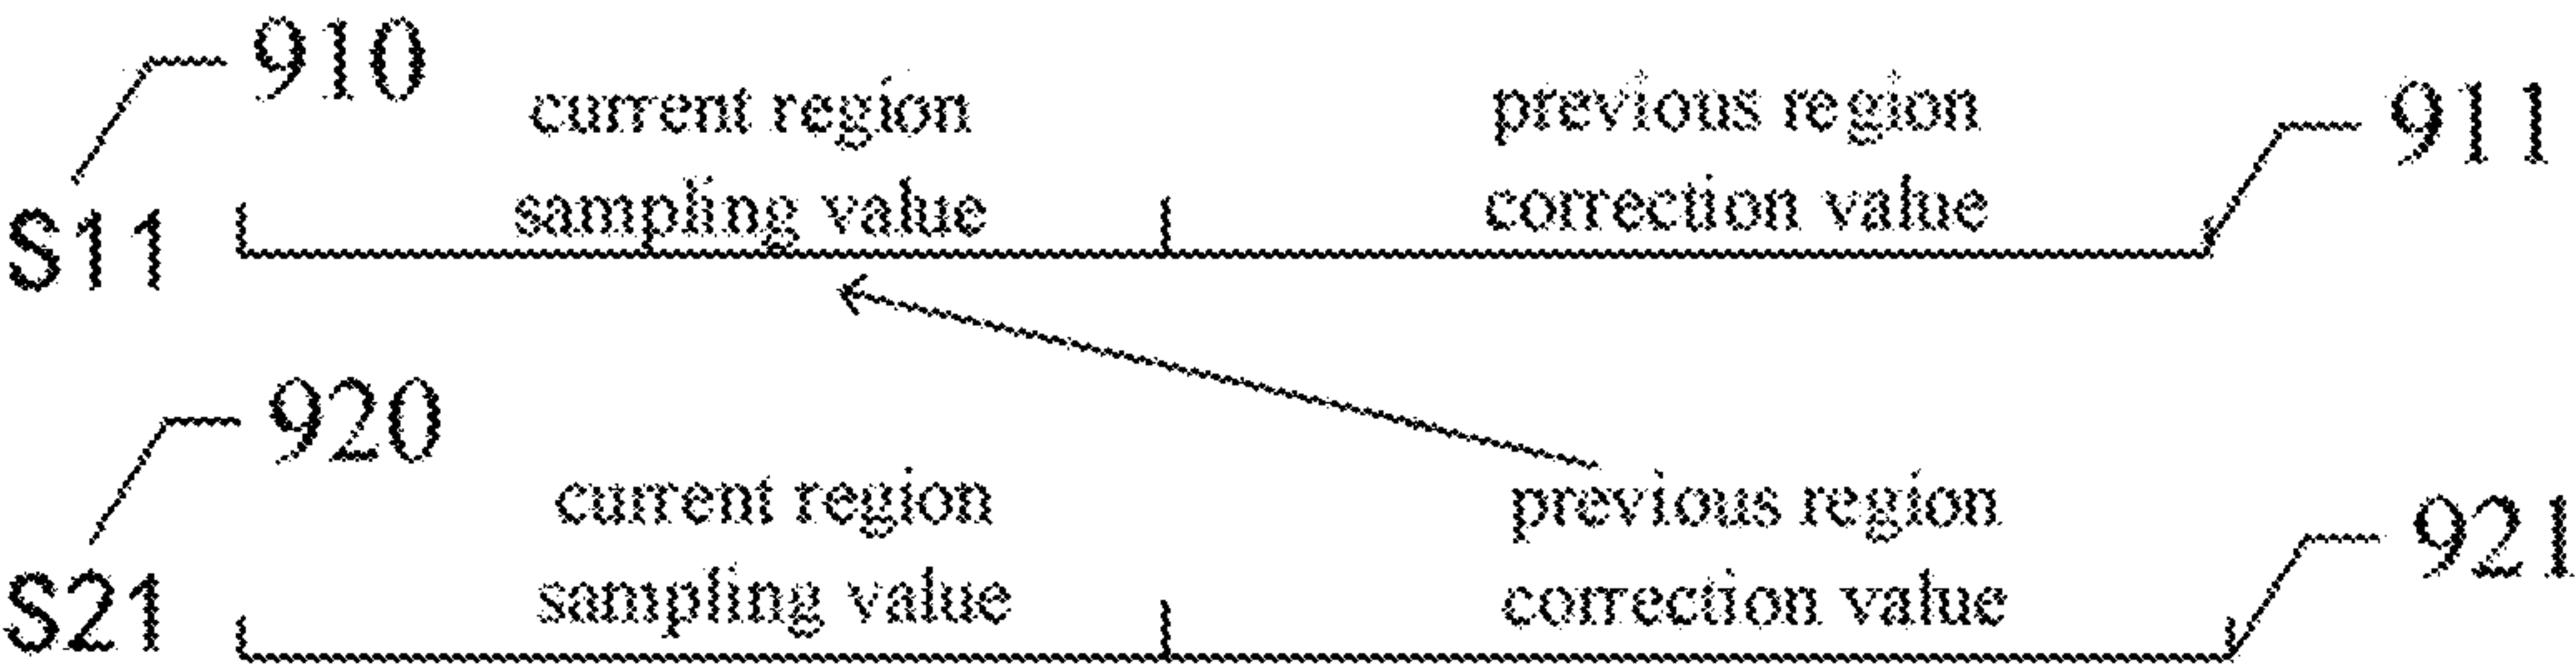 910
current region
sampling value
previous region
correction value
911
S11
920
current region
sampling value
previous region
correction value
921
S21